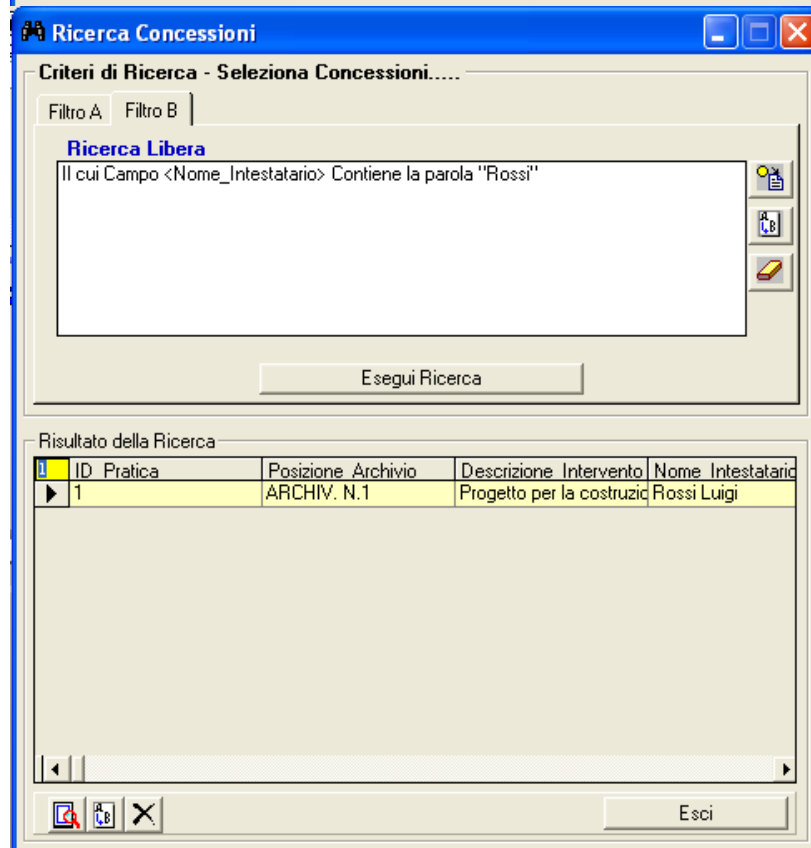 Ricerca Concessioni
Criteri di Ricerca - Seleziona Concessioni.....
Filtro A Filtro B
Ricerca Libera
Il cui Campo <Nome_Intestatario> Contiene la parola "Rossi"
Esegui Ricerca
Risultato della Ricerca
1 ID_Pratica Posizione_Archivio Descrizione_Intervento Nome_Intestatario
1 ARCHIV. N.1 Progetto per la costruzio Rossi Luigi
Esci